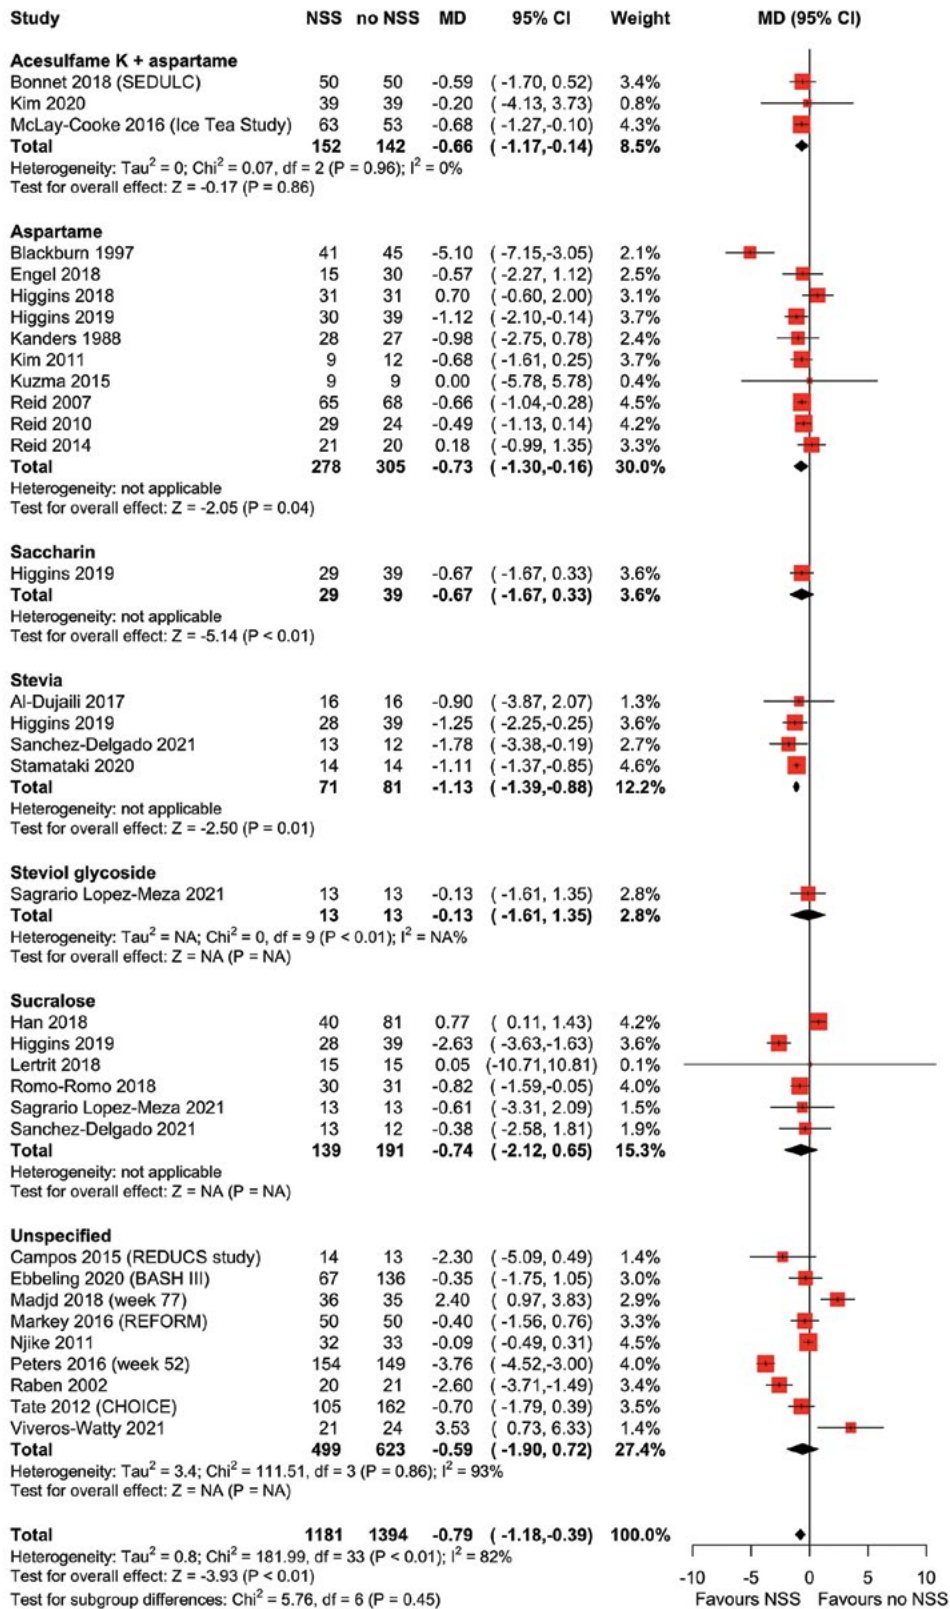 Study NSS no NSS MD 95% CI Weight MD (95% CI)
Acesulfame K + aspartame
Bonnet 2018 (SEDULC) 50 50 -0.59 ( -1.70, 0.52) 3.4%
Kim 2020 39 39 -0.20 ( -4.13, 3.73) 0.8%
McLay-Cooke 2016 (Ice Tea Study) 63 53 -0.68 ( -1.27,-0.10) 4.3%
Total 152 142 -0.66 ( -1.17,-0.14) 8.5%
Heterogeneity: Tau² = 0; Chi² = 0.07, df = 2 (P = 0.96); I² = 0%
Test for overall effect: Z = -0.17 (P = 0.86)
Aspartame
Blackburn 1997 41 45 -5.10 ( -7.15,-3.05) 2.1%
Engel 2018 15 30 -0.57 ( -2.27, 1.12) 2.5%
Higgins 2018 31 31 0.70 ( -0.60, 2.00) 3.1%
Higgins 2019 30 39 -1.12 ( -2.10,-0.14) 3.7%
Kanders 1988 28 27 -0.98 ( -2.75, 0.78) 2.4%
Kim 2011 9 12 -0.68 ( -1.61, 0.25) 3.7%
Kuzma 2015 9 9 0.00 ( -5.78, 5.78) 0.4%
Reid 2007 65 68 -0.66 ( -1.04,-0.28) 4.5%
Reid 2010 29 24 -0.49 ( -1.13, 0.14) 4.2%
Reid 2014 21 20 0.18 ( -0.99, 1.35) 3.3%
Total 278 305 -0.73 ( -1.30,-0.16) 30.0%
Heterogeneity: not applicable
Test for overall effect: Z = -2.05 (P = 0.04)
Saccharin
Higgins 2019 29 39 -0.67 ( -1.67, 0.33) 3.6%
Total 29 39 -0.67 ( -1.67, 0.33) 3.6%
Heterogeneity: not applicable
Test for overall effect: Z = -5.14 (P < 0.01)
Stevia
Al-Dujaili 2017 16 16 -0.90 ( -3.87, 2.07) 1.3%
Higgins 2019 28 39 -1.25 ( -2.25,-0.25) 3.6%
Sanchez-Delgado 2021 13 12 -1.78 ( -3.38,-0.19) 2.7%
Stamataki 2020 14 14 -1.11 ( -1.37,-0.85) 4.6%
Total 71 81 -1.13 ( -1.39,-0.88) 12.2%
Heterogeneity: not applicable
Test for overall effect: Z = -2.50 (P = 0.01)
Steviol glycoside
Sagrario Lopez-Meza 2021 13 13 -0.13 ( -1.61, 1.35) 2.8%
Total 13 13 -0.13 ( -1.61, 1.35) 2.8%
Heterogeneity: Tau² = NA; Chi² = 0, df = 9 (P < 0.01); I² = NA%
Test for overall effect: Z = NA (P = NA)
Sucralose
Han 2018 40 81 0.77 ( 0.11, 1.43) 4.2%
Higgins 2019 28 39 -2.63 ( -3.63,-1.63) 3.6%
Lertrit 2018 15 15 0.05 (-10.71,10.81) 0.1%
Romo-Romo 2018 30 31 -0.82 ( -1.59,-0.05) 4.0%
Sagrario Lopez-Meza 2021 13 13 -0.61 ( -3.31, 2.09) 1.5%
Sanchez-Delgado 2021 13 12 -0.38 ( -2.58, 1.81) 1.9%
Total 139 191 -0.74 ( -2.12, 0.65) 15.3%
Heterogeneity: not applicable
Test for overall effect: Z = NA (P = NA)
Unspecified
Campos 2015 (REDUCS study) 14 13 -2.30 ( -5.09, 0.49) 1.4%
Ebbeling 2020 (BASH III) 67 136 -0.35 ( -1.75, 1.05) 3.0%
Madjd 2018 (week 77) 36 35 2.40 ( 0.97, 3.83) 2.9%
Markey 2016 (REFORM) 50 50 -0.40 ( -1.56, 0.76) 3.3%
Njike 2011 32 33 -0.09 ( -0.49, 0.31) 4.5%
Peters 2016 (week 52) 154 149 -3.76 ( -4.52,-3.00) 4.0%
Raben 2002 20 21 -2.60 ( -3.71,-1.49) 3.4%
Tate 2012 (CHOICE) 105 162 -0.70 ( -1.79, 0.39) 3.5%
Viveros-Watty 2021 21 24 3.53 ( 0.73, 6.33) 1.4%
Total 499 623 -0.59 ( -1.90, 0.72) 27.4%
Heterogeneity: Tau² = 3.4; Chi² = 111.51, df = 3 (P = 0.86); I² = 93%
Test for overall effect: Z = NA (P = NA)
Total 1181 1394 -0.79 ( -1.18,-0.39) 100.0%
Heterogeneity: Tau² = 0.8; Chi² = 181.99, df = 33 (P < 0.01); I² = 82%
Test for overall effect: Z = -3.93 (P < 0.01)
Test for subgroup differences: Chi² = 5.76, df = 6 (P = 0.45)
-10 -5 0 5 10
Favours NSS Favours no NSS